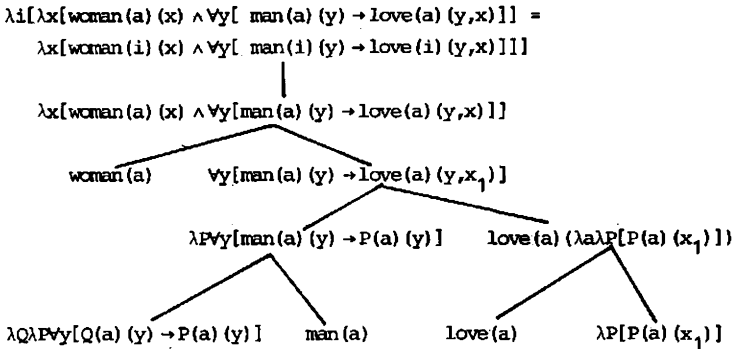 λi[λx[woman(a)(x) ∧∀y[ man(a)(y) →love(a)(y,x)]] =
λx[woman(i)(x) ∧∀y[ man(i)(y) →love(i)(y,x)]]]
λx[woman(a)(x) ∧∀y[man(a)(y) →love(a)(y,x)]]
woman(a) ∀y[man(a)(y) →love(a)(y,x₁)]
λP∀y[man(a)(y) →P(a)(y)] love(a)(λaλP[P(a)(x₁)])
λQλP∀y[Q(a)(y) →P(a)(y)] man(a) love(a) λP[P(a)(x₁)]